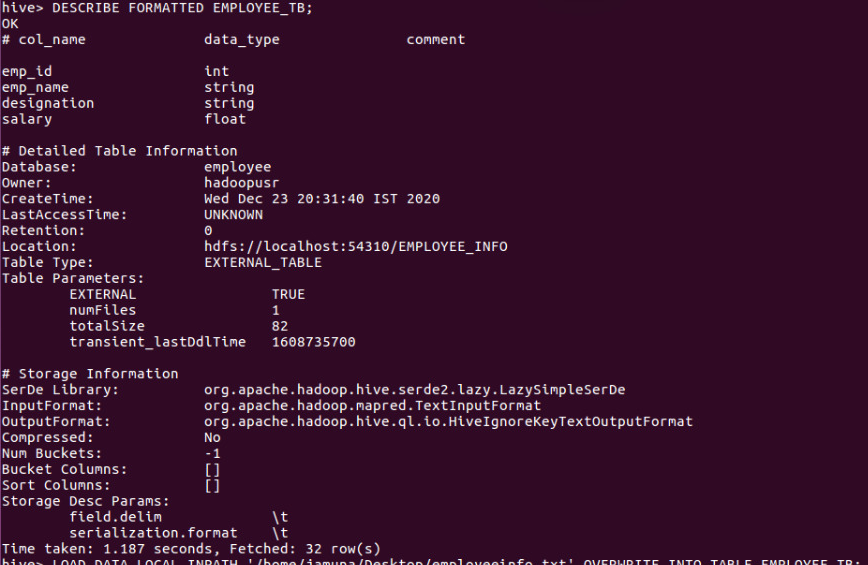 hive> DESCRIBE FORMATTED EMPLOYEE_TB;
OK
# col_name data_type comment
emp_id int
emp_name string
designation string
salary float
# Detailed Table Information
Database: employee
Owner: hadoopusr
CreateTime: Wed Dec 23 20:31:40 IST 2020
LastAccessTime: UNKNOWN
Retention: 0
Location: hdfs://localhost:54310/EMPLOYEE_INFO
Table Type: EXTERNAL_TABLE
Table Parameters:
EXTERNAL TRUE
numFiles 1
totalSize 82
transient_lastDdlTime 1608735700
# Storage Information
SerDe Library: org.apache.hadoop.hive.serde2.lazy.LazySimpleSerDe
InputFormat: org.apache.hadoop.mapred.TextInputFormat
OutputFormat: org.apache.hadoop.hive.ql.io.HiveIgnoreKeyTextOutputFormat
Compressed: No
Num Buckets: -1
Bucket Columns: []
Sort Columns: []
Storage Desc Params:
field.delim \t
serialization.format \t
Time taken: 1.187 seconds, Fetched: 32 row(s)
hive> LOAD DATA LOCAL INPATH '/home/jamuna/Desktop/employeeinfo.txt' OVERWRITE INTO TABLE EMPLOYEE_TB;